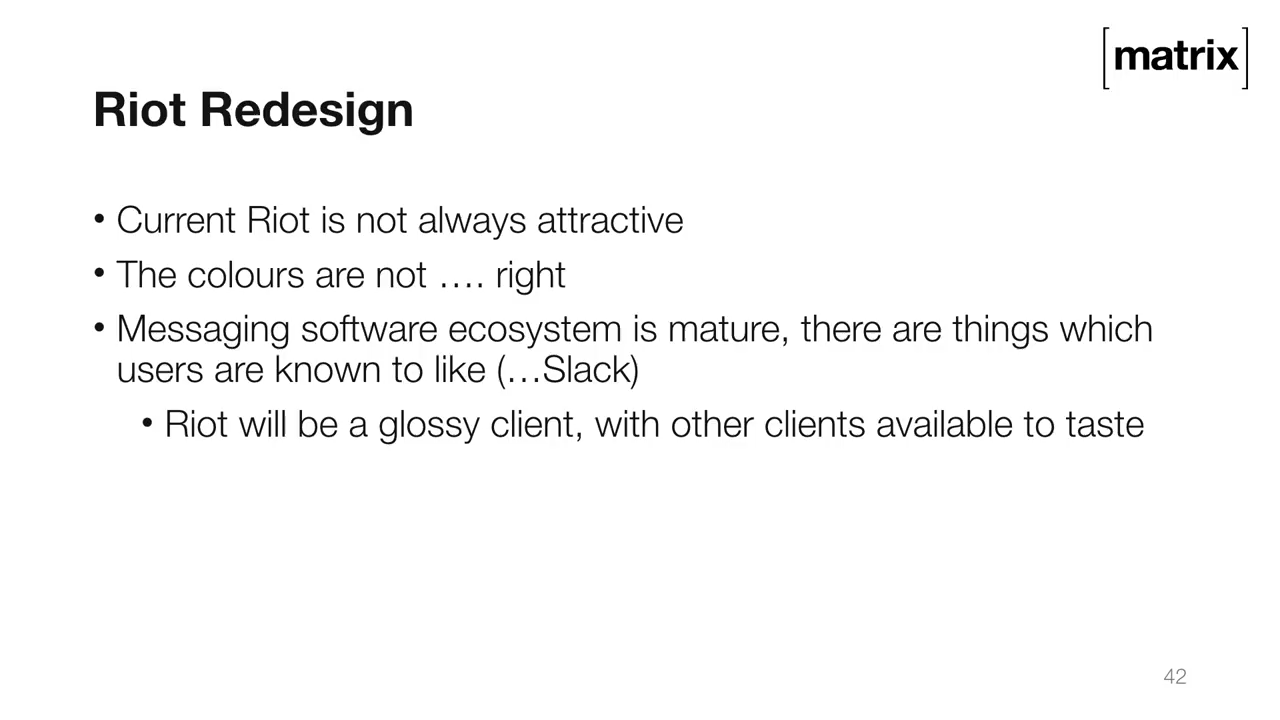 [matrix]
Riot Redesign
• Current Riot is not always attractive
• The colours are not .... right
• Messaging software ecosystem is mature, there are things which
users are known to like (…Slack)
• Riot will be a glossy client, with other clients available to taste
42